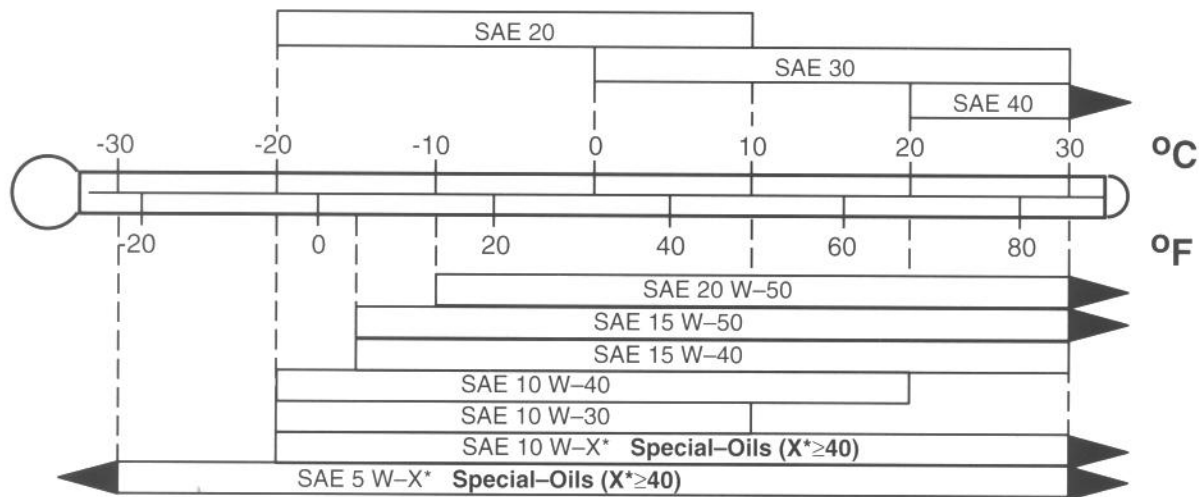 SAE 20
SAE 30
SAE 40
-30 -20 -10 0 10 20 30 ºC
-20 0 20 40 60 80 ºF
SAE 20 W–50
SAE 15 W–50
SAE 15 W–40
SAE 10 W–40
SAE 10 W–30
SAE 10 W–X* Special–Oils (X*≥40)
SAE 5 W–X* Special–Oils (X*≥40)